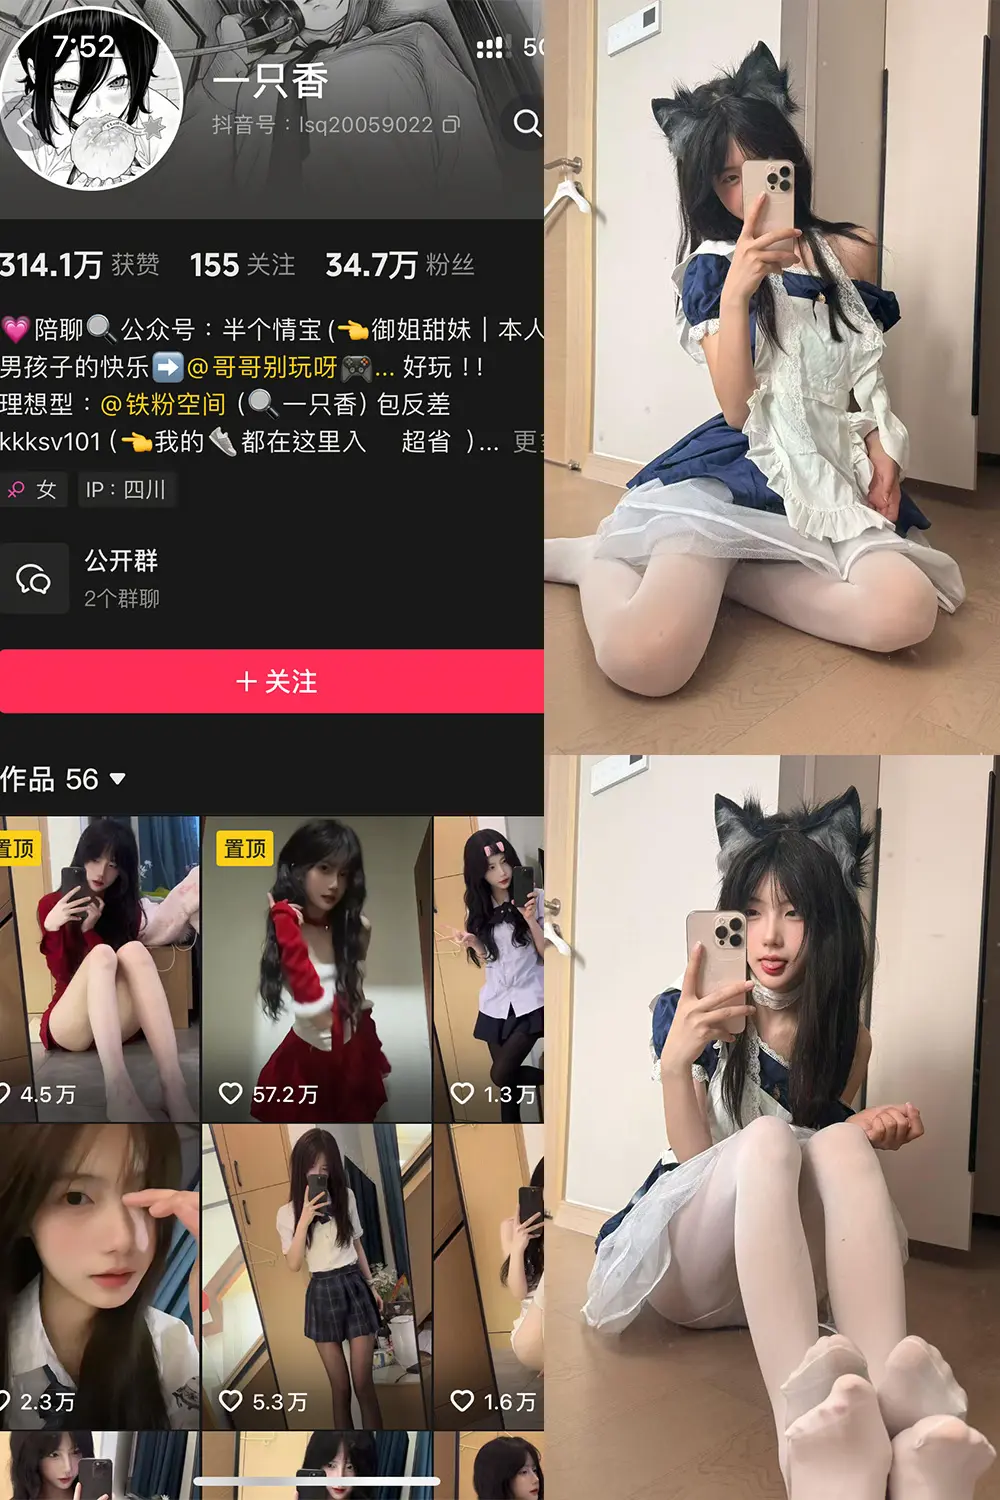 7:52
5G
一只香
抖音号：lsq20059022
314.1万 获赞 155 关注 34.7万 粉丝
💗陪聊🔍公众号：半个情宝(👈御姐甜妹｜本人
男孩子的快乐➡️@哥哥别玩呀🎮... 好玩 !!
理想型：@铁粉空间 (🔍一只香) 包反差
kkksv101 (👈我的👟都在这里入 超省 )... 更多
女 IP：四川
公开群
2个群聊
+ 关注
作品 56
置顶 置顶
4.5万 57.2万 1.3万
2.3万 5.3万 1.6万